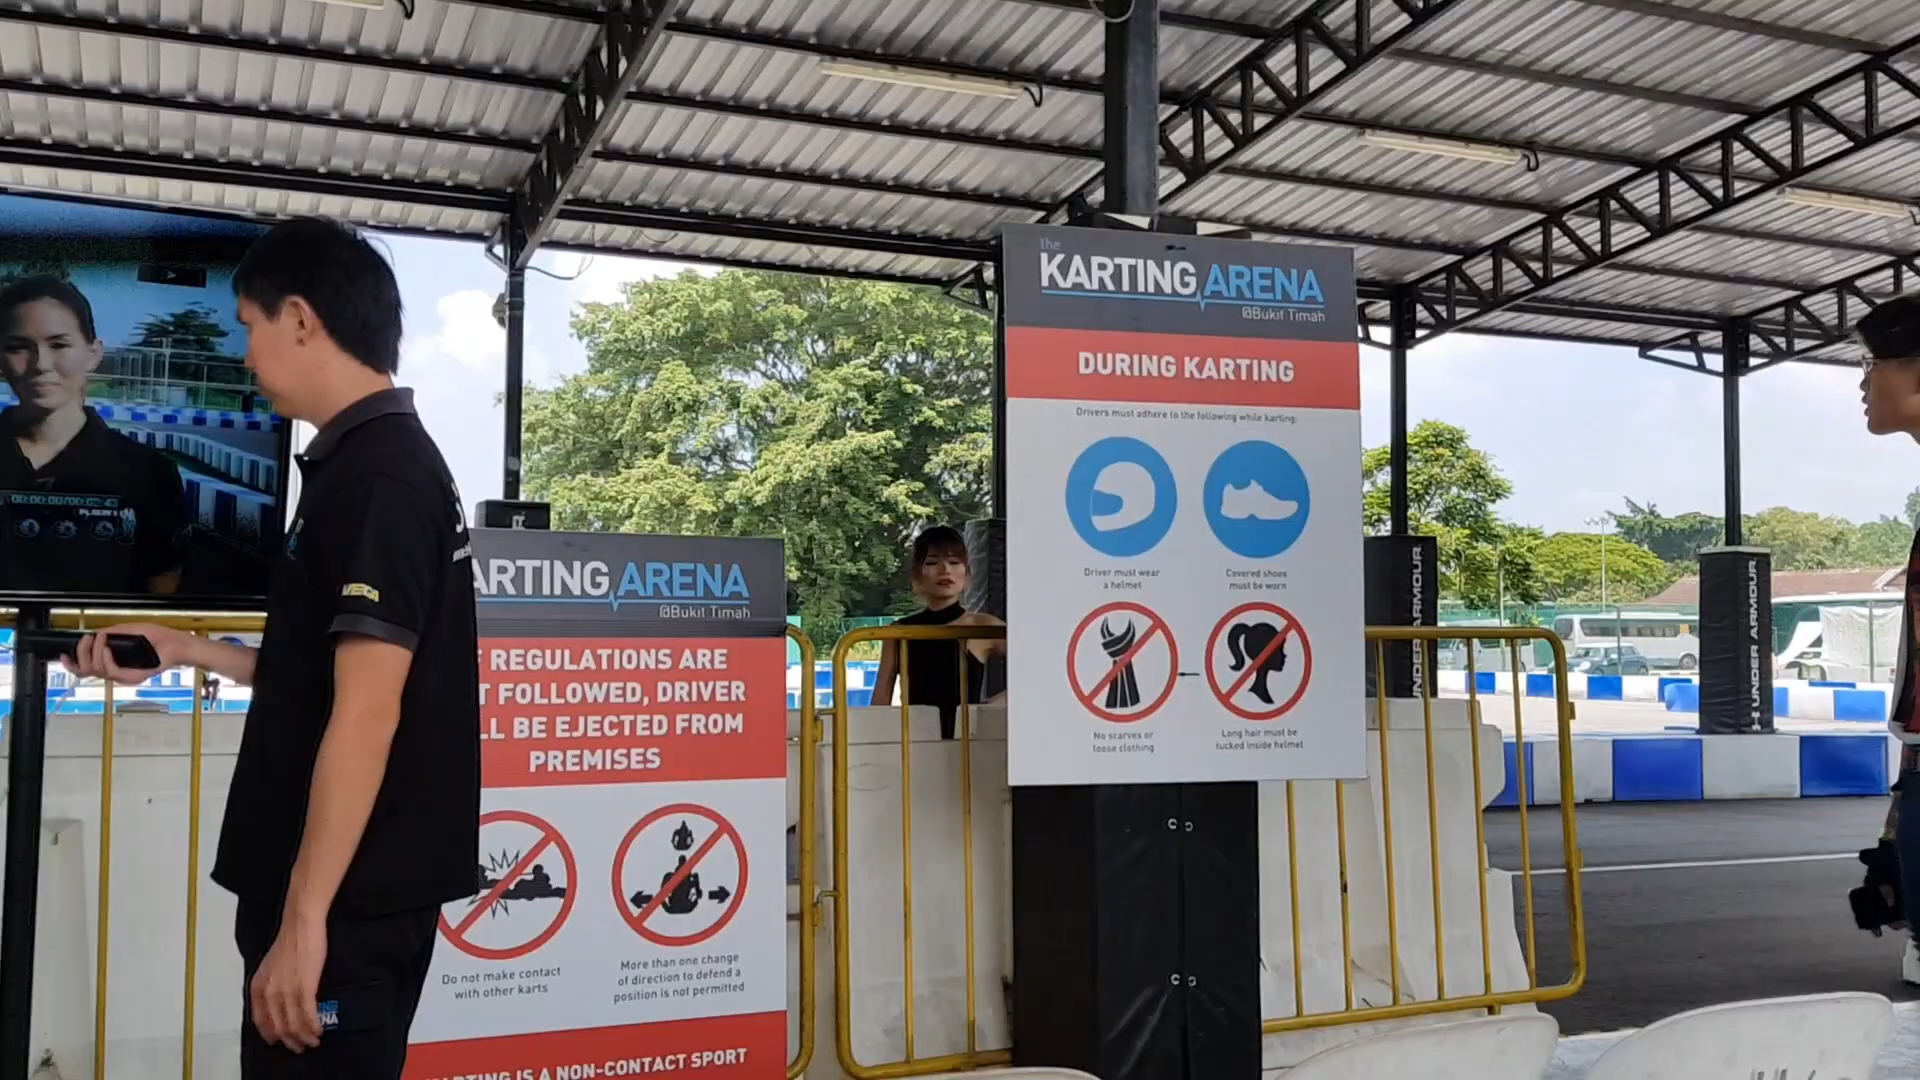 the
KARTING ARENA
@Bukit Timah
DURING KARTING
Drivers must adhere to the following while karting:
Driver must wear
a helmet
Covered shoes
must be worn
No scarves or
loose clothing
Long hair must be
tucked inside helmet
ARTING ARENA
@Bukit Timah
REGULATIONS ARE
FOLLOWED, DRIVER
BE EJECTED FROM
PREMISES
Do not make contact
with other karts
More than one change
of direction to defend a
position is not permitted
ARTING IS A NON-CONTACT SPORT
VEGA
UNDER ARMOUR.
UNDER ARMOUR.